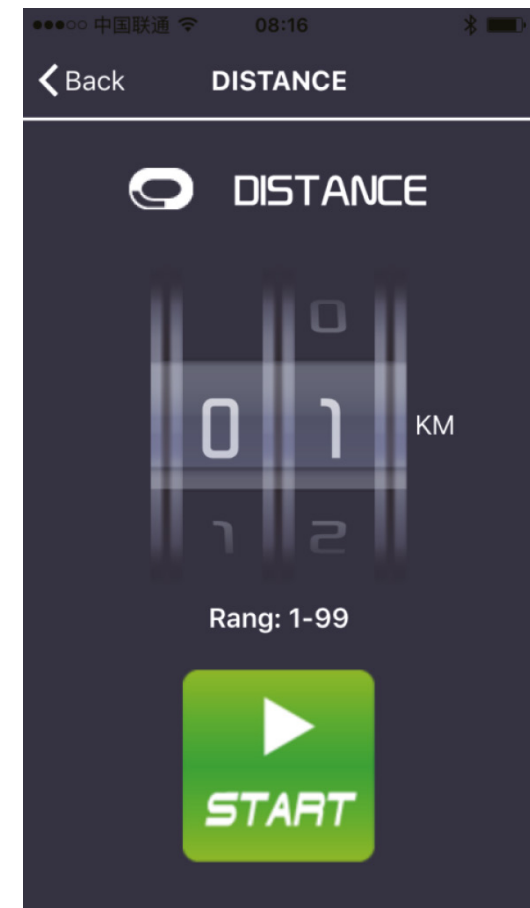 中国联通 08:16
Back DISTANCE
DISTANCE
0
0 1 KM
1 2
Rang: 1-99
START